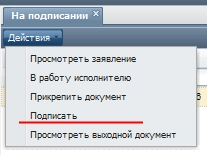 На подписании
Действия
Просмотреть заявление
В работу исполнителю
Прикрепить документ
Подписать
Просмотреть выходной документ